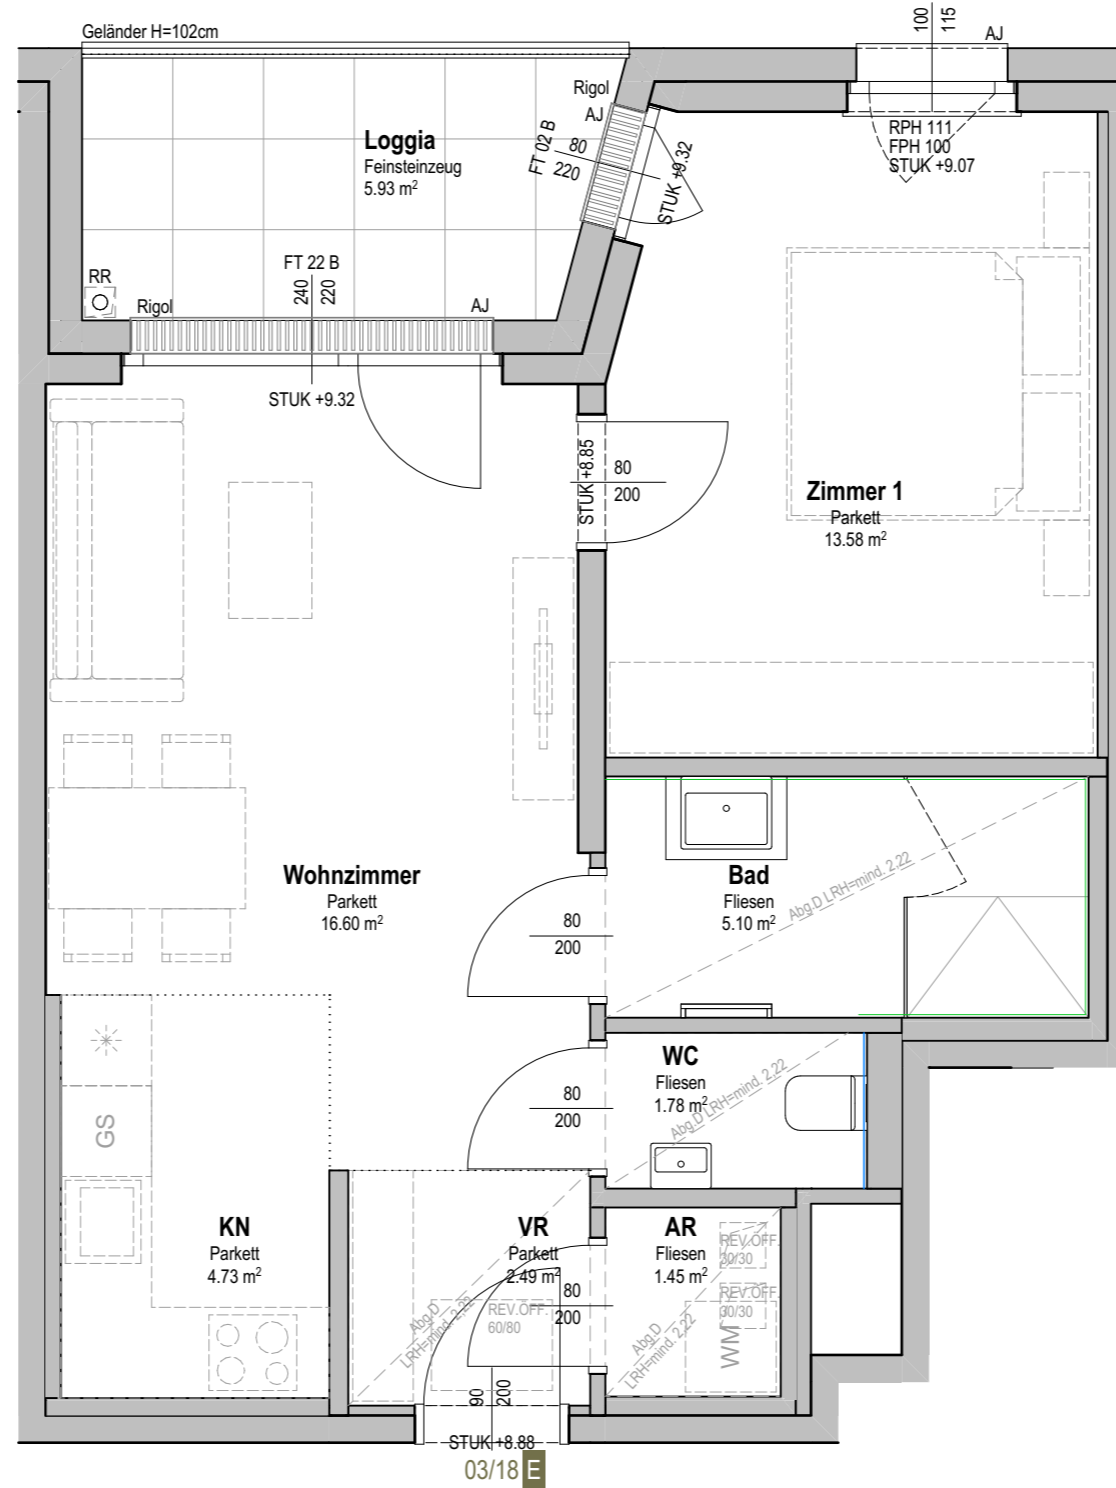 Geländer H=102cm
100
115
AJ
Rigol
AJ
FT 02 B
80
220
STUK +9.32
RPH 111
FPH 100
STUK +9.07
Loggia
Feinsteinzeug
5.93 m²
RR
Rigol
FT 22 B
240
220
AJ
STUK +9.32
STUK +8.85
80
200
Zimmer 1
Parkett
13.58 m²
Wohnzimmer
Parkett
16.60 m²
80
200
Bad
Fliesen
5.10 m²
Abg.D LRH=mind. 2,22
WC
Fliesen
1.78 m²
80
200
Abg.D LRH=mind. 2,22
GS
KN
Parkett
4.73 m²
VR
Parkett
2.49 m²
REV.ÖFF.
60/80
Abg.D
LRH=mind. 2,22
80
200
AR
Fliesen
1.45 m²
REV.ÖFF.
30/30
REV.ÖFF.
30/30
WM
Abg.D
LRH=mind. 2,22
90
200
STUK +8.88
03/18 E